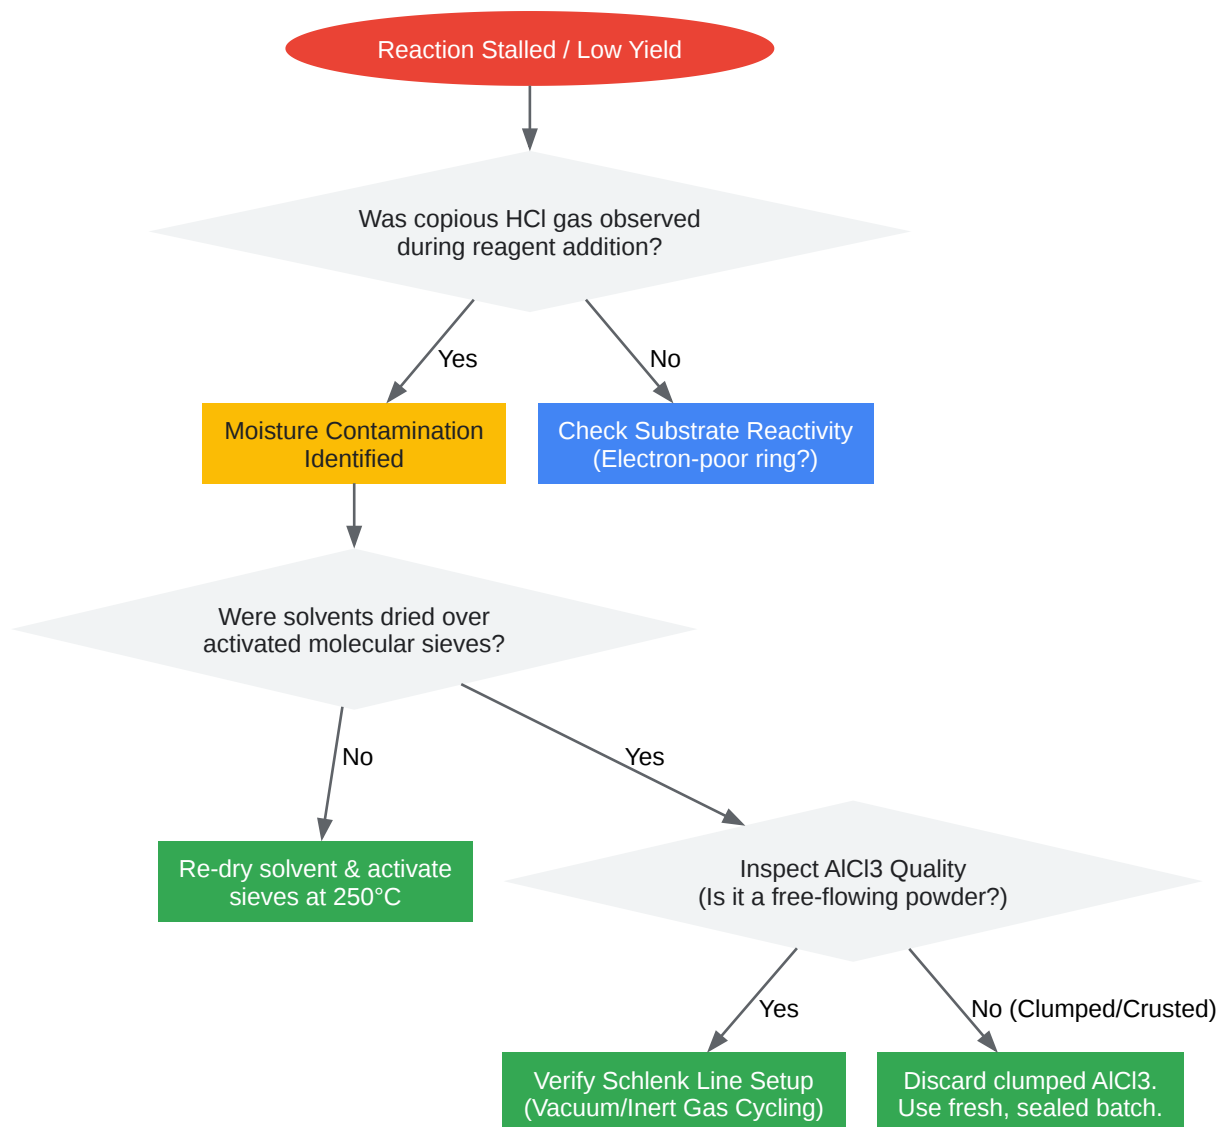 Reaction Stalled / Low Yield
Was copious HCl gas observed
during reagent addition?
Yes
No
Moisture Contamination
Identified
Check Substrate Reactivity
(Electron-poor ring?)
Were solvents dried over
activated molecular sieves?
No
Yes
Re-dry solvent & activate
sieves at 250°C
Inspect AlCl3 Quality
(Is it a free-flowing powder?)
Yes
No (Clumped/Crusted)
Verify Schlenk Line Setup
(Vacuum/Inert Gas Cycling)
Discard clumped AlCl3.
Use fresh, sealed batch.